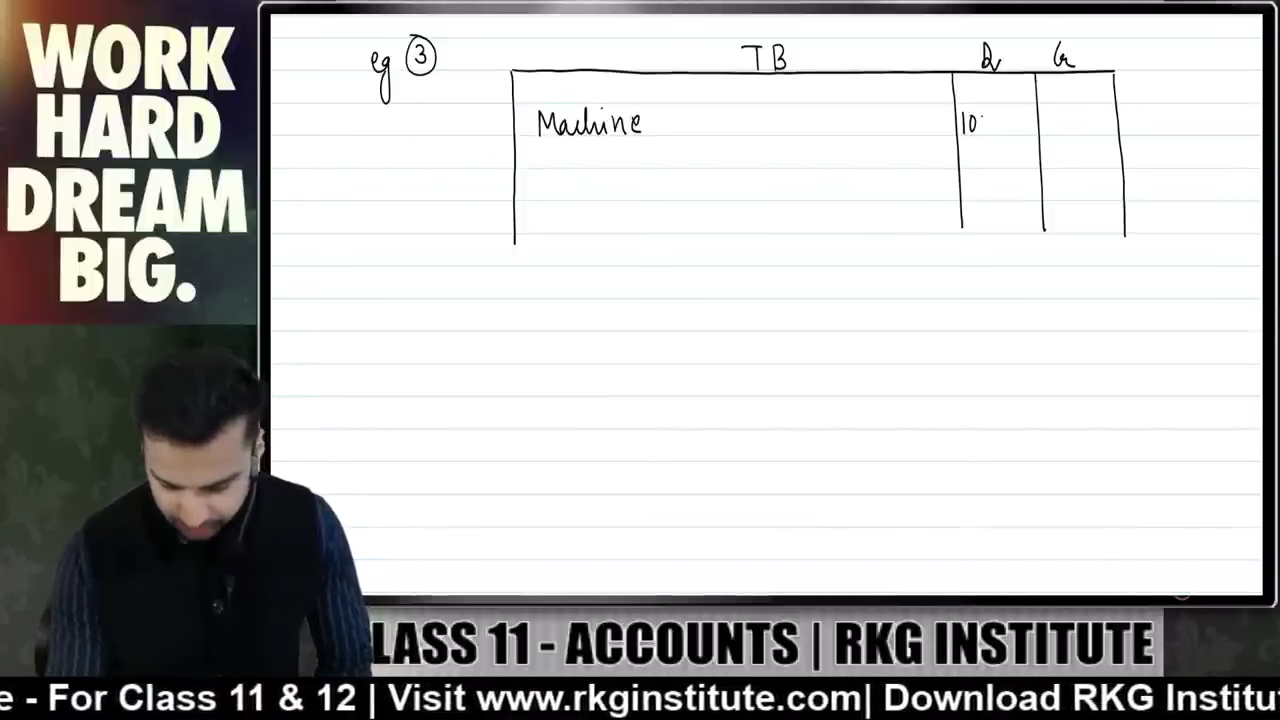 WORK
HARD
DREAM
BIG.
eg ③ TB Dr Cr
Machine 10
LASS 11 - ACCOUNTS | RKG INSTITUTE
e - For Class 11 & 12 | Visit www.rkginstitute.com| Download RKG Institu